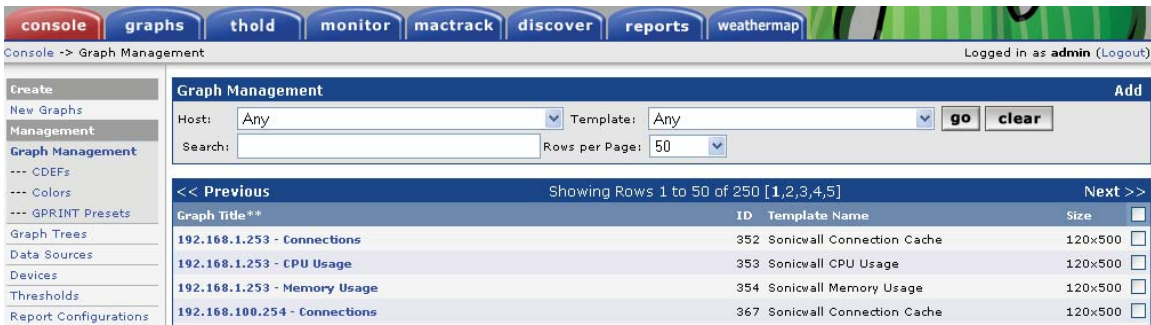 console graphs thold monitor mactrack discover reports weathermap
Console -> Graph Management Logged in as admin (Logout)
Create
New Graphs
Management
Graph Management
--- CDEFs
--- Colors
--- GPRINT Presets
Graph Trees
Data Sources
Devices
Thresholds
Report Configurations
Graph Management Add
Host: Any Template: Any go clear
Search: Rows per Page: 50
<< Previous Showing Rows 1 to 50 of 250 [1,2,3,4,5] Next >>
Graph Title** ID Template Name Size
192.168.1.253 - Connections 352 Sonicwall Connection Cache 120x500
192.168.1.253 - CPU Usage 353 Sonicwall CPU Usage 120x500
192.168.1.253 - Memory Usage 354 Sonicwall Memory Usage 120x500
192.168.100.254 - Connections 367 Sonicwall Connection Cache 120x500